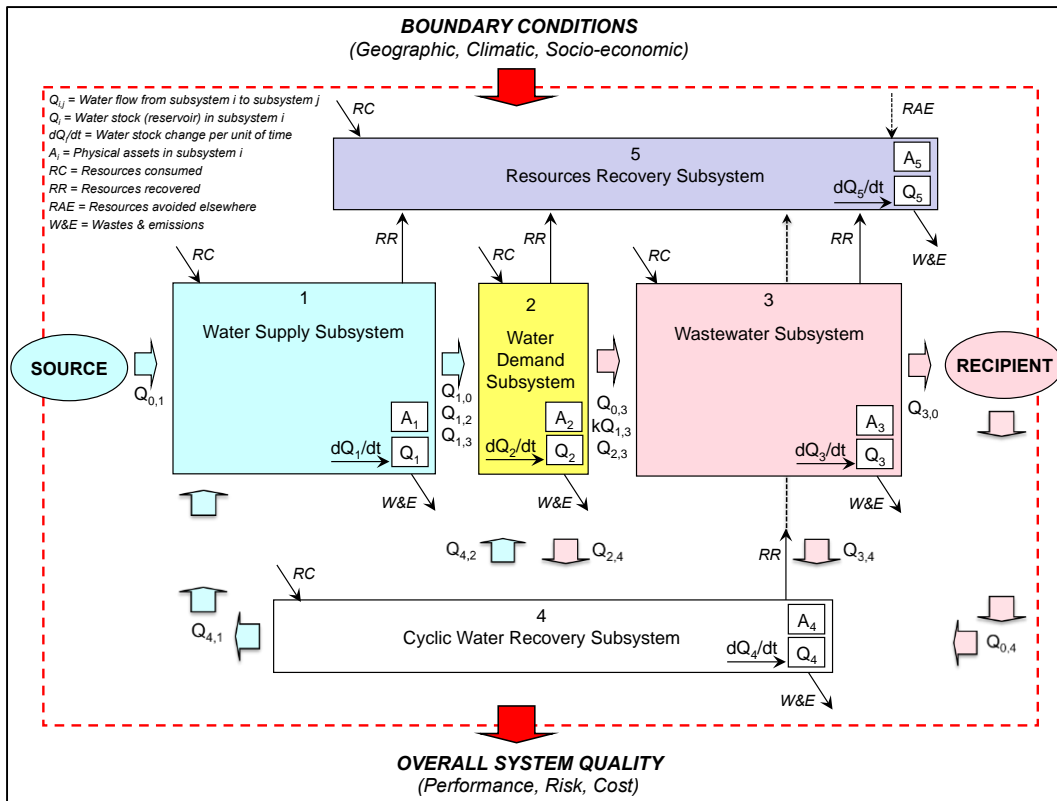 BOUNDARY CONDITIONS
(Geographic, Climatic, Socio-economic)
Qi,j = Water flow from subsystem i to subsystem j
Qi = Water stock (reservoir) in subsystem i
dQi/dt = Water stock change per unit of time
Ai = Physical assets in subsystem i
RC = Resources consumed
RR = Resources recovered
RAE = Resources avoided elsewhere
W&E = Wastes & emissions
RC
RAE
5
Resources Recovery Subsystem
A5
dQ5/dt
Q5
W&E
RR
RR
RR
RC
RC
RC
1
Water Supply Subsystem
A1
dQ1/dt
Q1
W&E
2
Water
Demand
Subsystem
A2
dQ2/dt
Q2
W&E
3
Wastewater Subsystem
A3
dQ3/dt
Q3
W&E
SOURCE
Q0,1
Q1,0
Q1,2
Q1,3
Q0,3
kQ1,3
Q2,3
Q3,0
RECIPIENT
Q4,2
Q2,4
RR
Q3,4
RC
4
Cyclic Water Recovery Subsystem
A4
dQ4/dt
Q4
W&E
Q4,1
Q0,4
OVERALL SYSTEM QUALITY
(Performance, Risk, Cost)